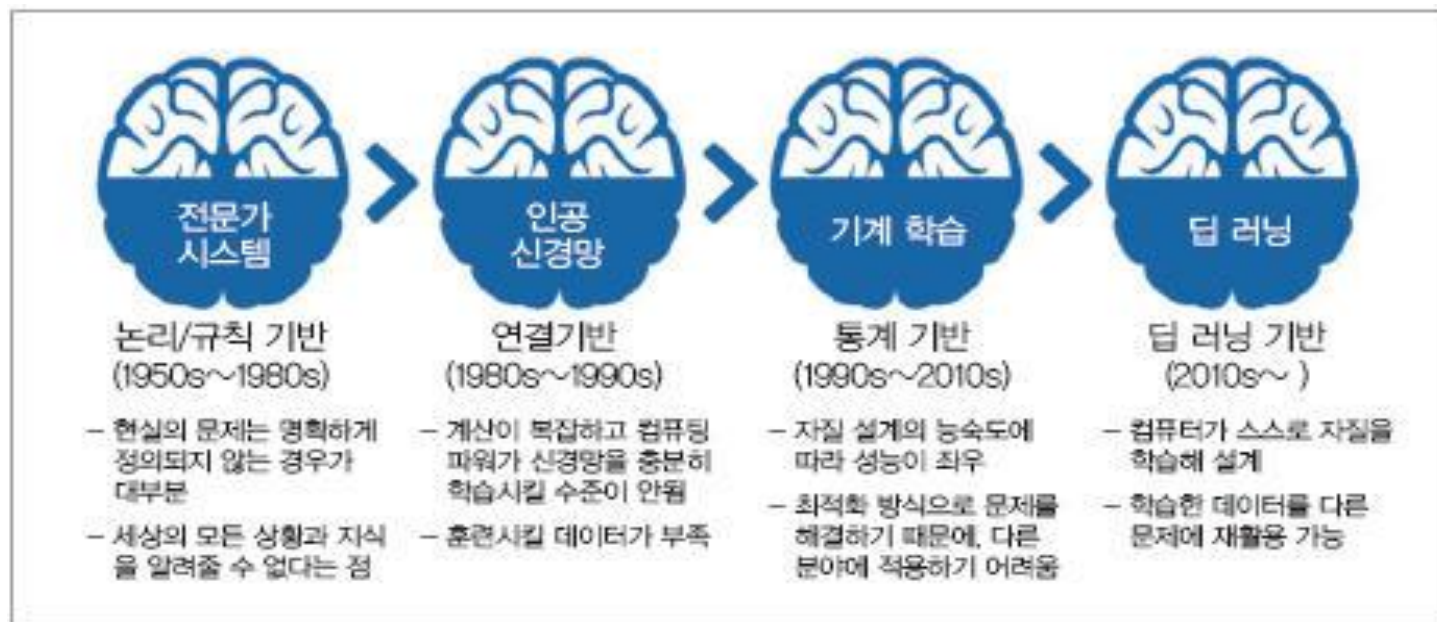 전문가
시스템
인공
신경망
기계 학습
딥 러닝
논리/규칙 기반
(1950s~1980s)
– 현실의 문제는 명확하게
정의되지 않는 경우가
대부분
– 세상의 모든 상황과 지식
을 알려줄 수 없다는 점
연결기반
(1980s~1990s)
– 계산이 복잡하고 컴퓨팅
파워가 신경망을 충분히
학습시킬 수준이 안됨
– 훈련시킬 데이터가 부족
통계 기반
(1990s~2010s)
– 자질 설계의 능숙도에
따라 성능이 좌우
– 최적화 방식으로 문제를
해결하기 때문에, 다른
분야에 적용하기 어려움
딥 러닝 기반
(2010s~ )
– 컴퓨터가 스스로 자질을
학습해 설계
– 학습한 데이터를 다른
문제에 재활용 가능